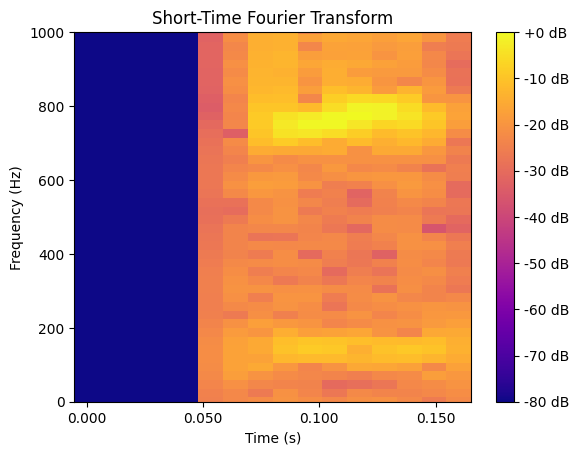 Short-Time Fourier Transform
1000
800
600
400
200
0
Frequency (Hz)
0.000
0.050
0.100
0.150
Time (s)
+0 dB
-10 dB
-20 dB
-30 dB
-40 dB
-50 dB
-60 dB
-70 dB
-80 dB